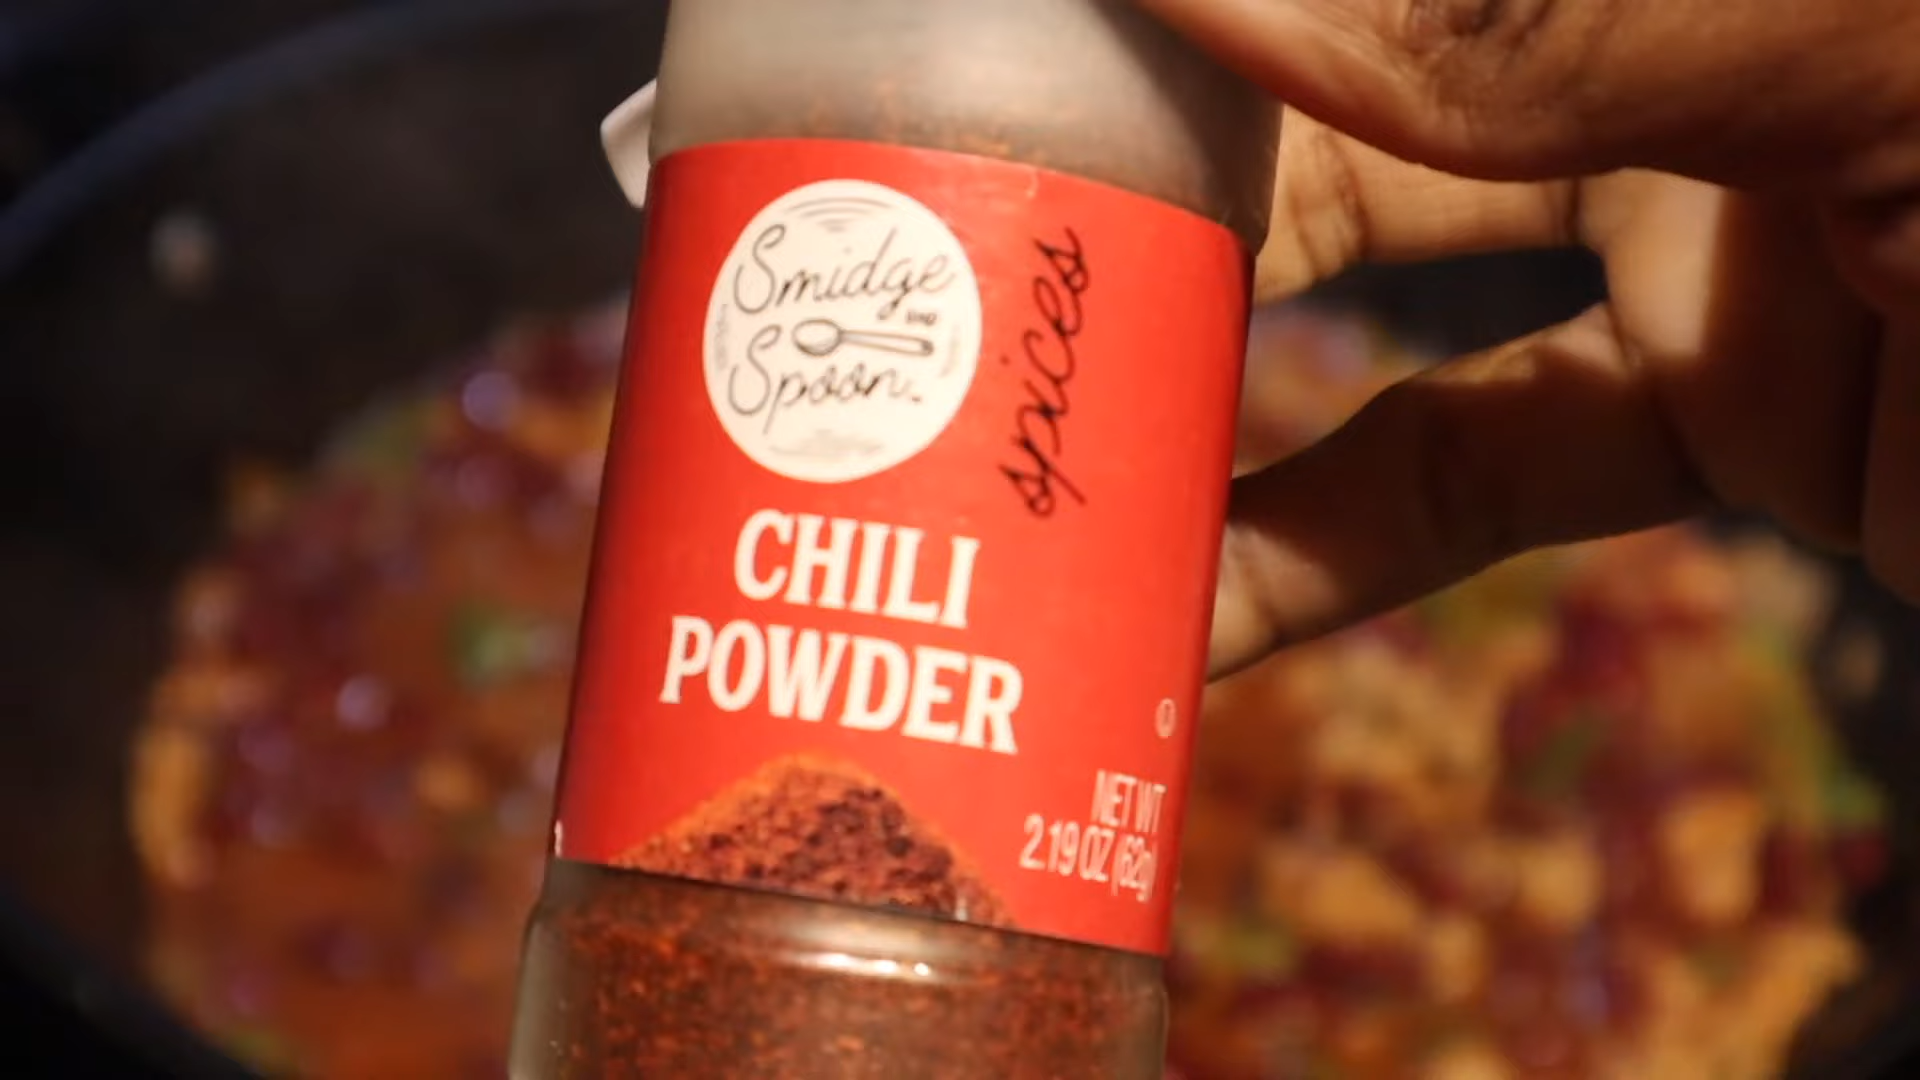 Smidge
and
Spoon.
spices
CHILI
POWDER
NET WT
2.19 OZ (62g)